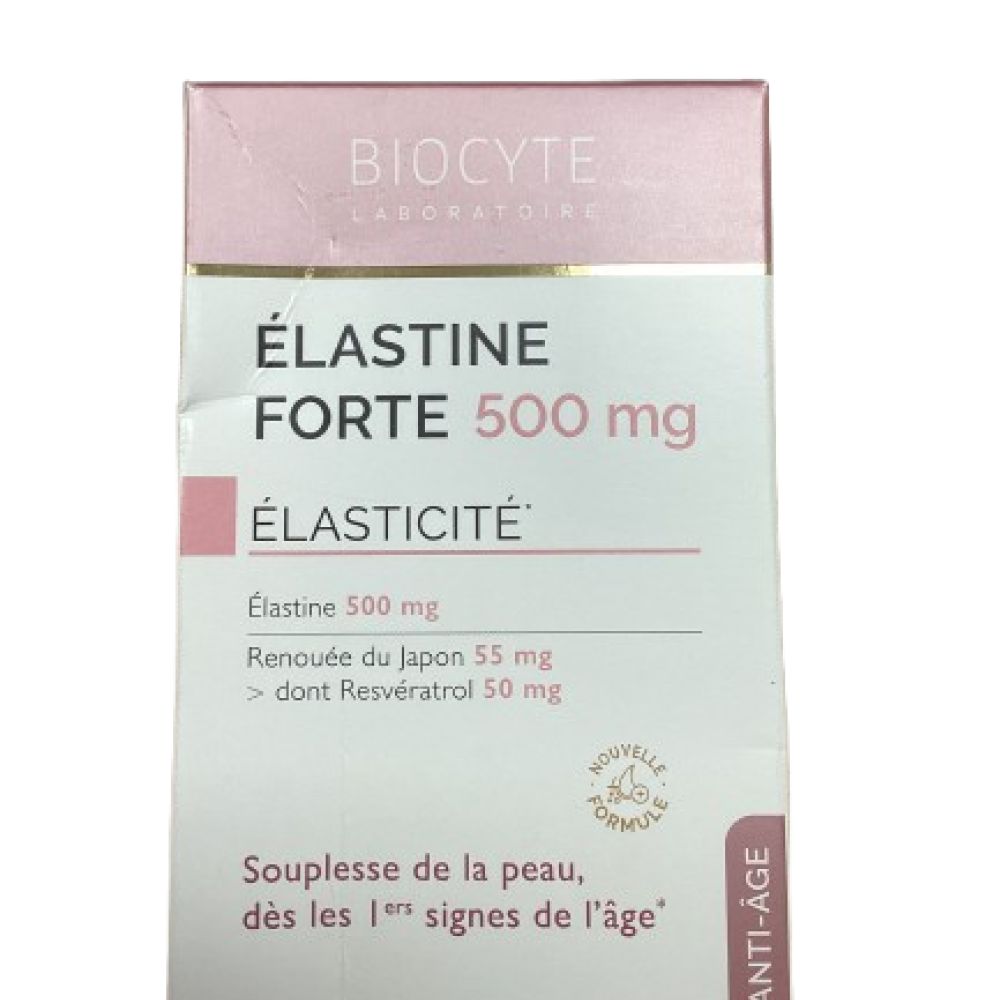 BIOCYTE
LABORATOIRE
ÉLASTINE
FORTE 500 mg
ÉLASTICITÉ*
Élastine 500 mg
Renouée du Japon 55 mg
> dont Resvératrol 50 mg
· NOUVELLE ·
FORMULE
Souplesse de la peau,
dès les 1ers signes de l'âge*
ANTI-ÂGE